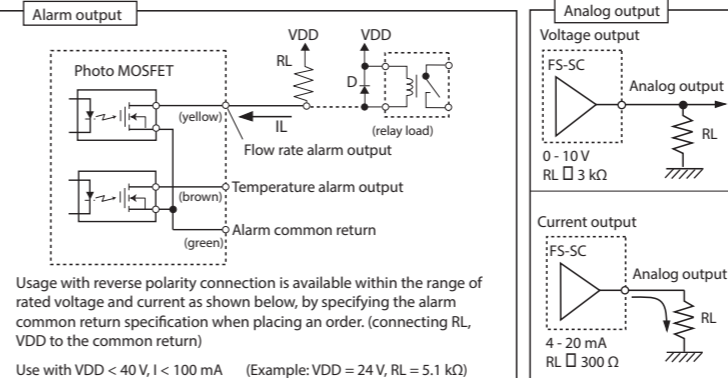 Alarm output
VDD VDD
RL
D
Photo MOSFET
(yellow)
IL
(relay load)
Flow rate alarm output
Temperature alarm output
(brown)
Alarm common return
(green)
Usage with reverse polarity connection is available within the range of
rated voltage and current as shown below, by specifying the alarm
common return specification when placing an order. (connecting RL,
VDD to the common return)
Use with VDD < 40 V, I < 100 mA (Example: VDD = 24 V, RL = 5.1 kΩ)
Analog output
Voltage output
FS-SC
Analog output
RL
0 - 10 V
RL □ 3 kΩ
Current output
FS-SC
Analog output
RL
4 - 20 mA
RL □ 300 Ω